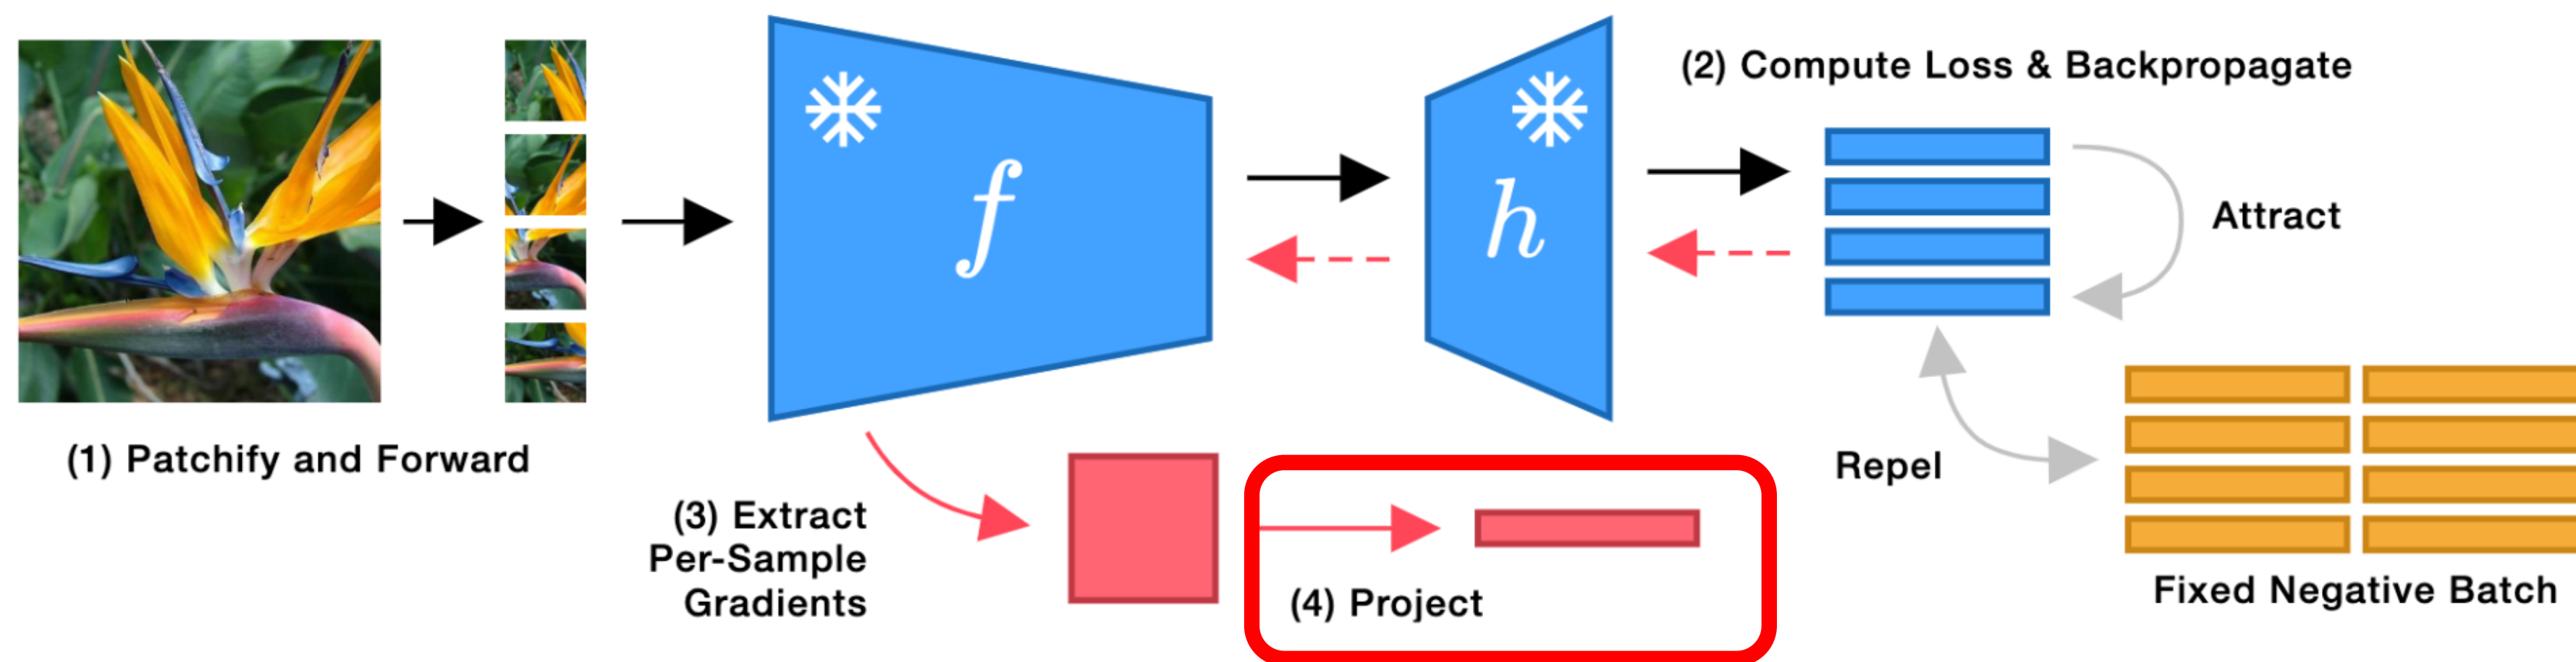 (1) Patchify and Forward
f
h
(2) Compute Loss & Backpropagate
Attract
Repel
Fixed Negative Batch
(3) Extract
Per-Sample
Gradients
(4) Project